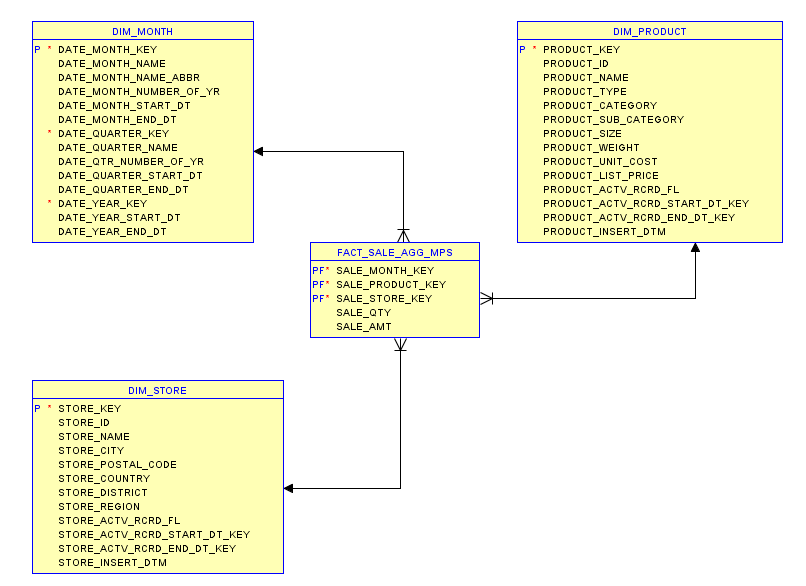 DIM_MONTH
P * DATE_MONTH_KEY
DATE_MONTH_NAME
DATE_MONTH_NAME_ABBR
DATE_MONTH_NUMBER_OF_YR
DATE_MONTH_START_DT
DATE_MONTH_END_DT
* DATE_QUARTER_KEY
DATE_QUARTER_NAME
DATE_QTR_NUMBER_OF_YR
DATE_QUARTER_START_DT
DATE_QUARTER_END_DT
* DATE_YEAR_KEY
DATE_YEAR_START_DT
DATE_YEAR_END_DT
DIM_PRODUCT
P * PRODUCT_KEY
PRODUCT_ID
PRODUCT_NAME
PRODUCT_TYPE
PRODUCT_CATEGORY
PRODUCT_SUB_CATEGORY
PRODUCT_SIZE
PRODUCT_WEIGHT
PRODUCT_UNIT_COST
PRODUCT_LIST_PRICE
PRODUCT_ACTV_RCRD_FL
PRODUCT_ACTV_RCRD_START_DT_KEY
PRODUCT_ACTV_RCRD_END_DT_KEY
PRODUCT_INSERT_DTM
FACT_SALE_AGG_MPS
PF* SALE_MONTH_KEY
PF* SALE_PRODUCT_KEY
PF* SALE_STORE_KEY
SALE_QTY
SALE_AMT
DIM_STORE
P * STORE_KEY
STORE_ID
STORE_NAME
STORE_CITY
STORE_POSTAL_CODE
STORE_COUNTRY
STORE_DISTRICT
STORE_REGION
STORE_ACTV_RCRD_FL
STORE_ACTV_RCRD_START_DT_KEY
STORE_ACTV_RCRD_END_DT_KEY
STORE_INSERT_DTM